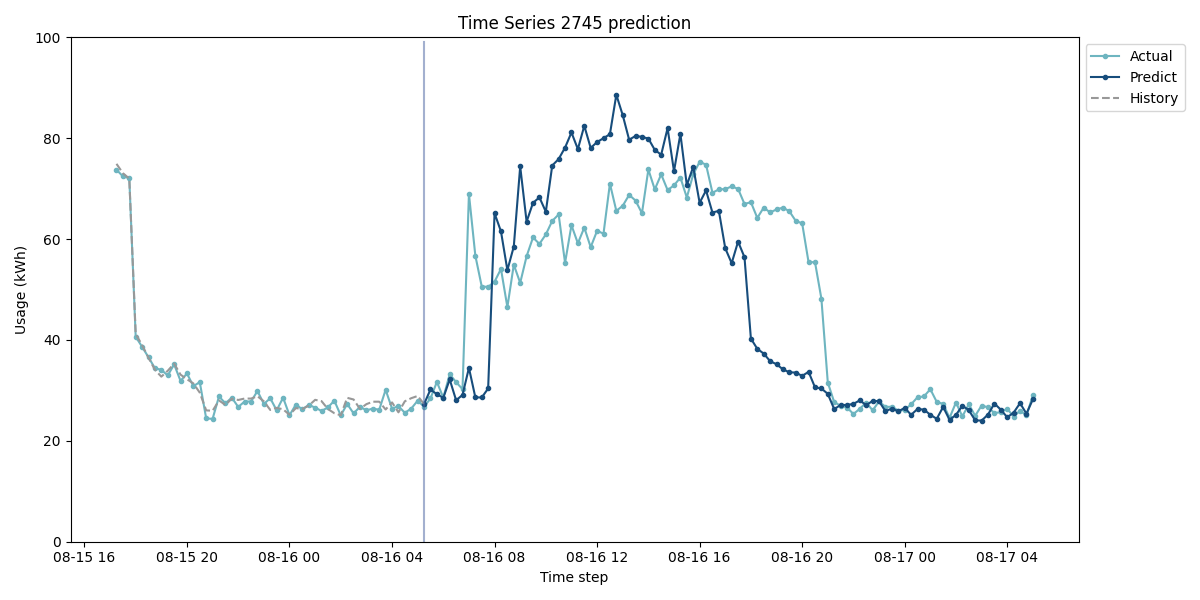 Time Series 2745 prediction
100
80
60
40
20
0
Usage (kWh)
08-15 16
08-15 20
08-16 00
08-16 04
08-16 08
08-16 12
08-16 16
08-16 20
08-17 00
08-17 04
Time step
Actual
Predict
History